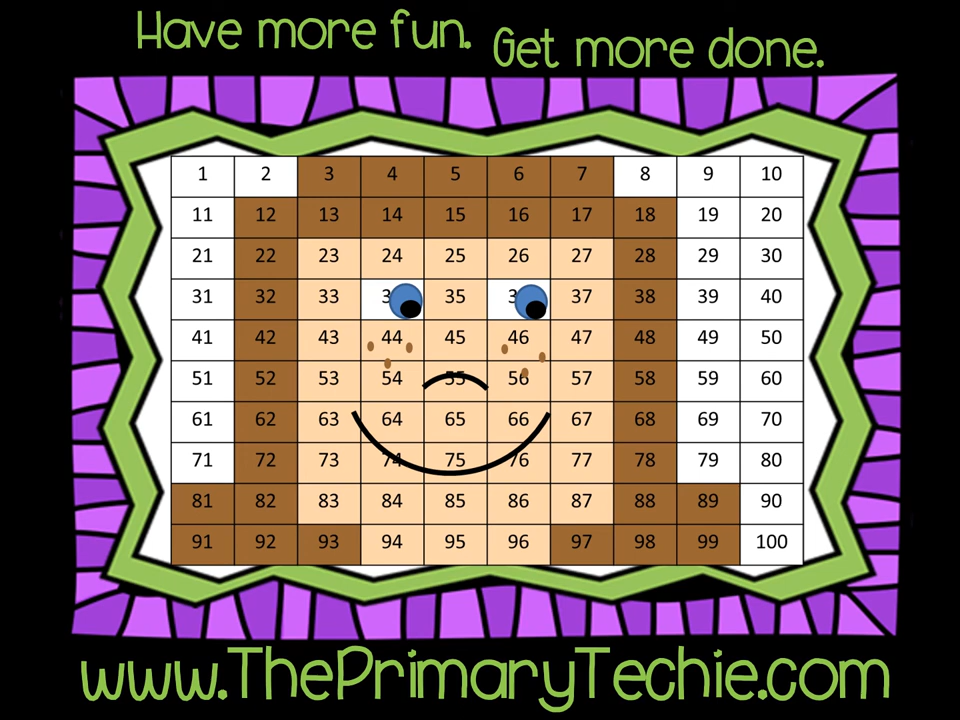 Have more fun. Get more done.
1 2 3 4 5 6 7 8 9 10
11 12 13 14 15 16 17 18 19 20
21 22 23 24 25 26 27 28 29 30
31 32 33 35 37 38 39 40
41 42 43 44 45 46 47 48 49 50
51 52 53 54 55 56 57 58 59 60
61 62 63 64 65 66 67 68 69 70
71 72 73 74 75 76 77 78 79 80
81 82 83 84 85 86 87 88 89 90
91 92 93 94 95 96 97 98 99 100
www.ThePrimaryTechie.com